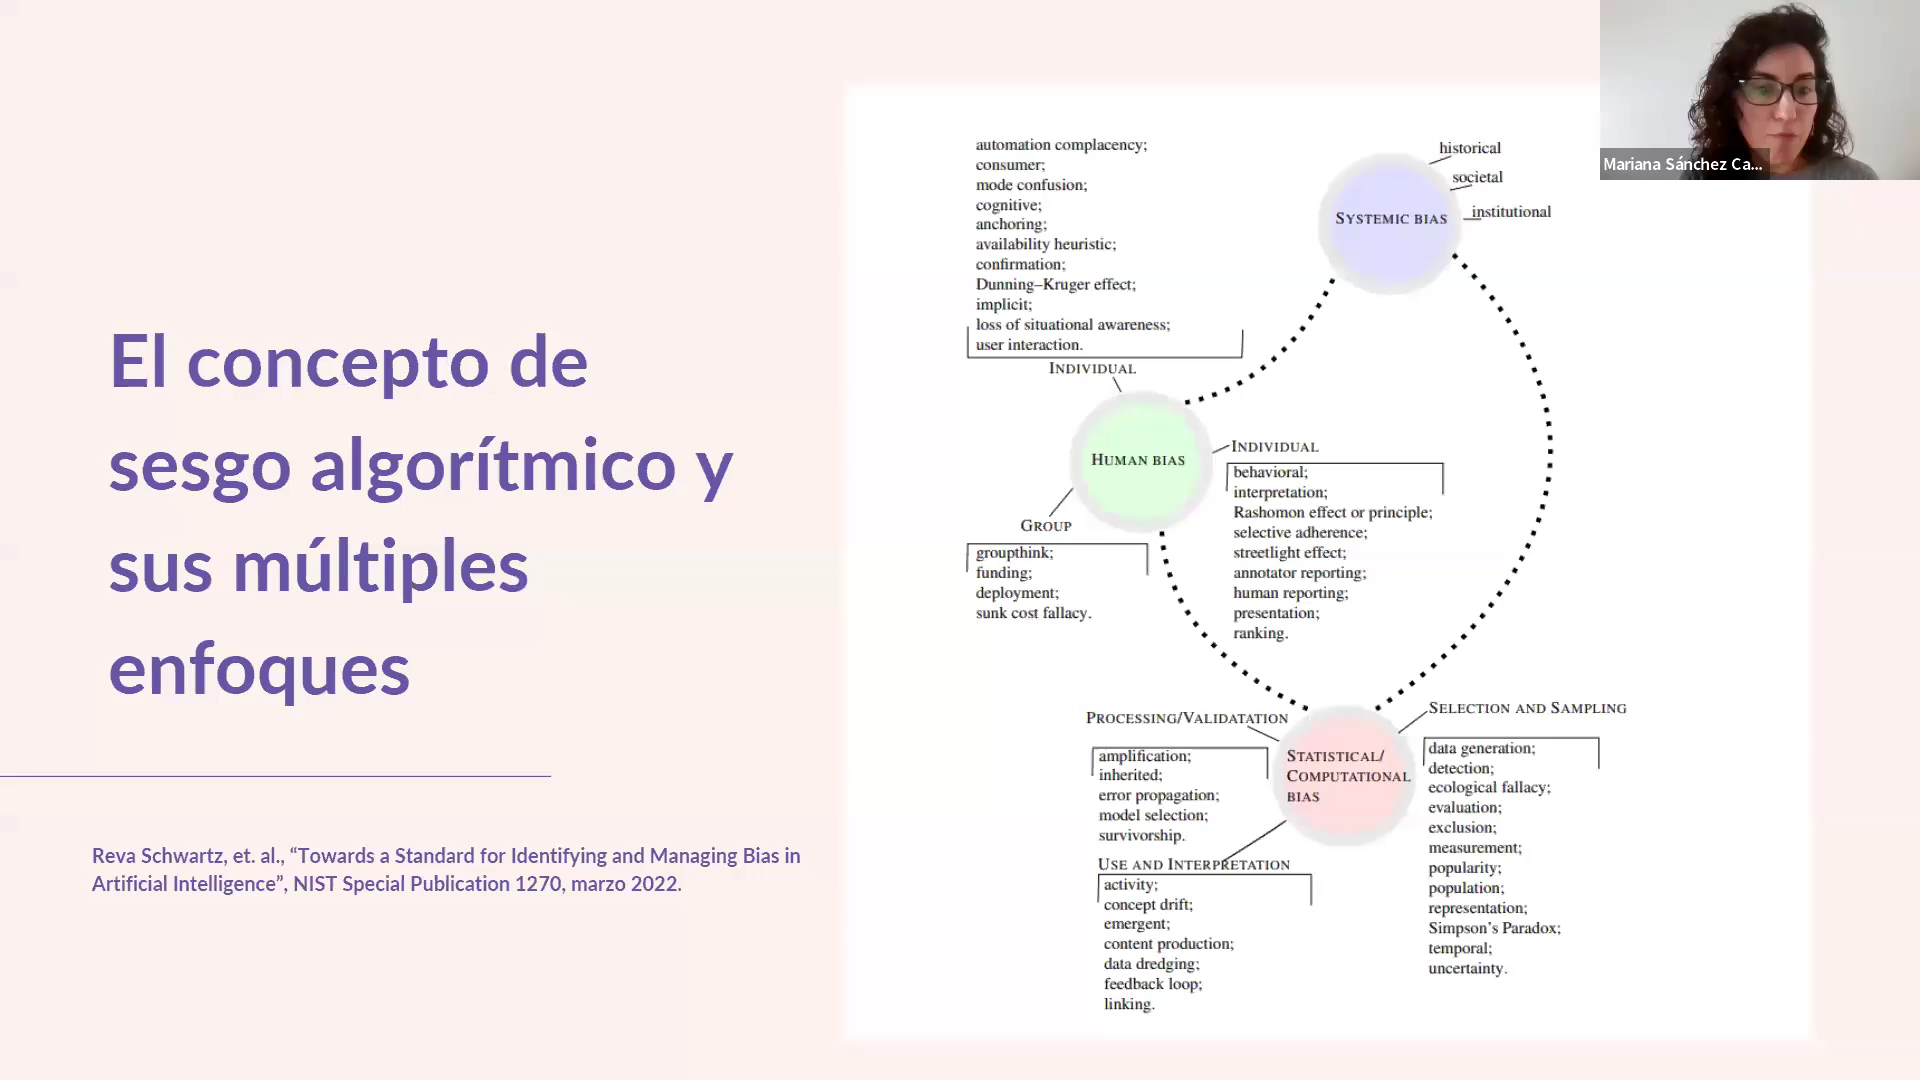 El concepto de
sesgo algorítmico y
sus múltiples
enfoques
Reva Schwartz, et. al., “Towards a Standard for Identifying and Managing Bias in
Artificial Intelligence”, NIST Special Publication 1270, marzo 2022.
automation complacency;
consumer;
mode confusion;
cognitive;
anchoring;
availability heuristic;
confirmation;
Dunning–Kruger effect;
implicit;
loss of situational awareness;
user interaction.
INDIVIDUAL
SYSTEMIC BIAS
historical
societal
institutional
HUMAN BIAS
INDIVIDUAL
behavioral;
interpretation;
Rashomon effect or principle;
selective adherence;
streetlight effect;
annotator reporting;
human reporting;
presentation;
ranking.
GROUP
groupthink;
funding;
deployment;
sunk cost fallacy.
PROCESSING/VALIDATATION
amplification;
inherited;
error propagation;
model selection;
survivorship.
STATISTICAL/
COMPUTATIONAL
BIAS
USE AND INTERPRETATION
activity;
concept drift;
emergent;
content production;
data dredging;
feedback loop;
linking.
SELECTION AND SAMPLING
data generation;
detection;
ecological fallacy;
evaluation;
exclusion;
measurement;
popularity;
population;
representation;
Simpson’s Paradox;
temporal;
uncertainty.
Mariana Sánchez Ca...